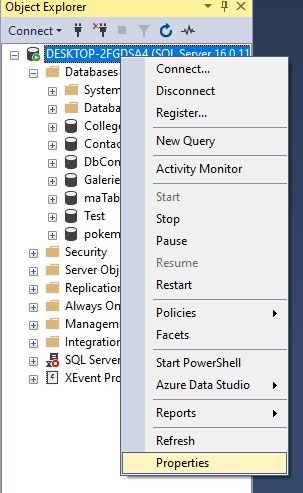 Object Explorer
Connect
DESKTOP-2FGDSA4 (SQL Server 16.0.11
Databases
System
Databa
College
Contac
DbCon
Galerie
maTab
Test
pokem
Security
Server Obj
Replication
Always On
Managem
Integration
SQL Server
XEvent Pro
Connect...
Disconnect
Register...
New Query
Activity Monitor
Start
Stop
Pause
Resume
Restart
Policies
Facets
Start PowerShell
Azure Data Studio
Reports
Refresh
Properties